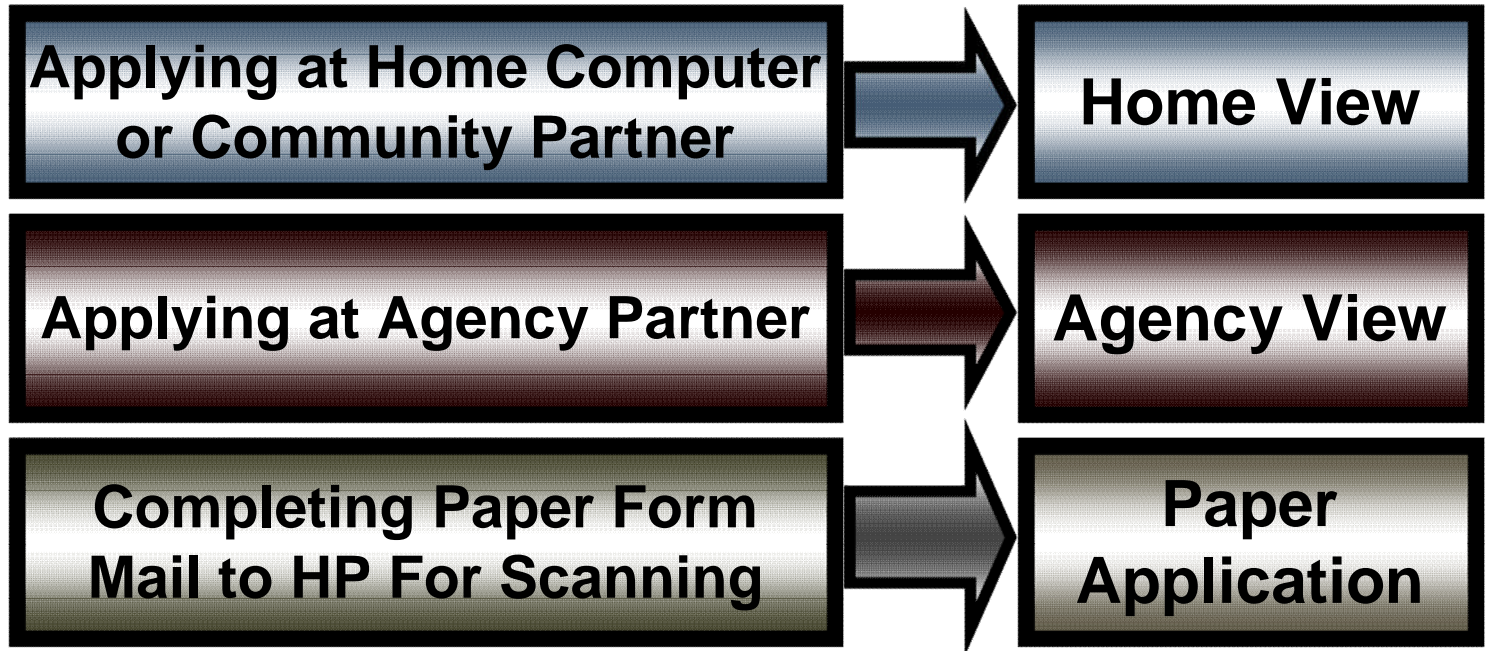 Applying at Home Computer
or Community Partner
Home View
Applying at Agency Partner
Agency View
Completing Paper Form
Mail to HP For Scanning
Paper
Application